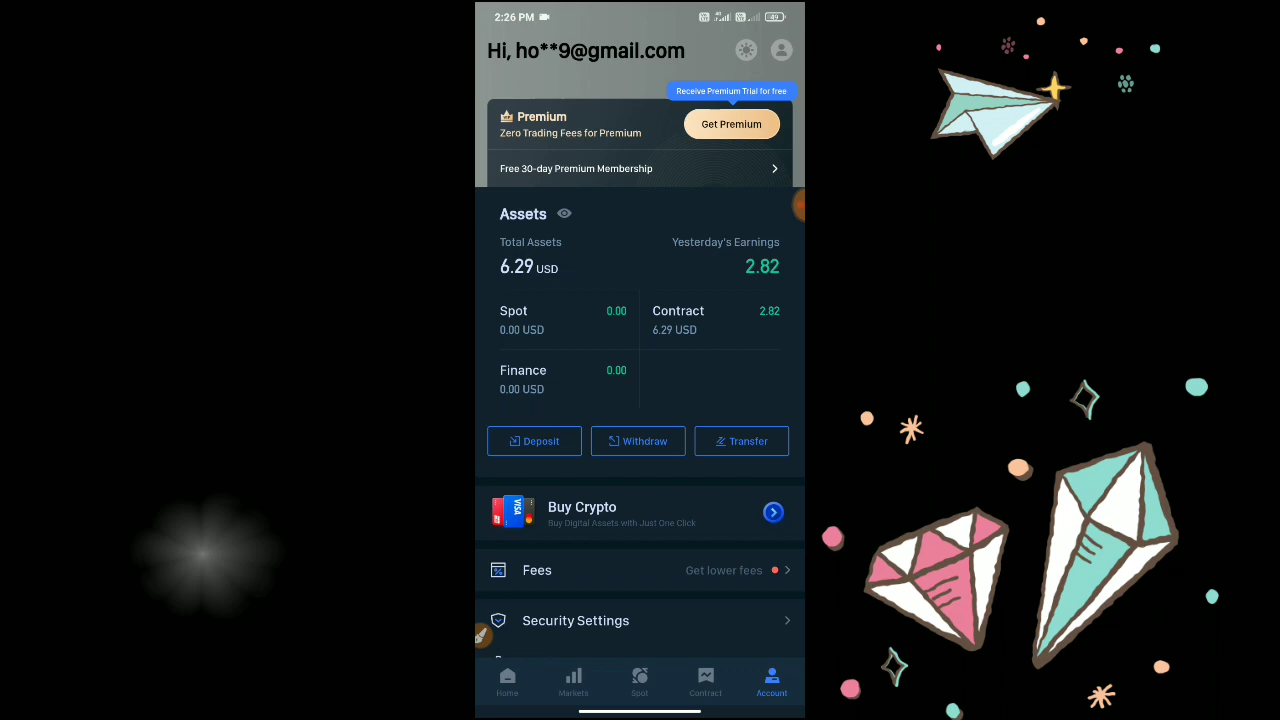 2:26 PM
49
Hi, ho**9@gmail.com
Receive Premium Trial for free
Premium
Get Premium
Zero Trading Fees for Premium
Free 30-day Premium Membership
Assets
Total Assets
Yesterday's Earnings
6.29 USD
2.82
Spot
0.00
0.00 USD
Contract
2.82
6.29 USD
Finance
0.00
0.00 USD
Deposit
Withdraw
Transfer
VISA
Buy Crypto
Buy Digital Assets with Just One Click
Fees
Get lower fees
Security Settings
Home
Markets
Spot
Contract
Account